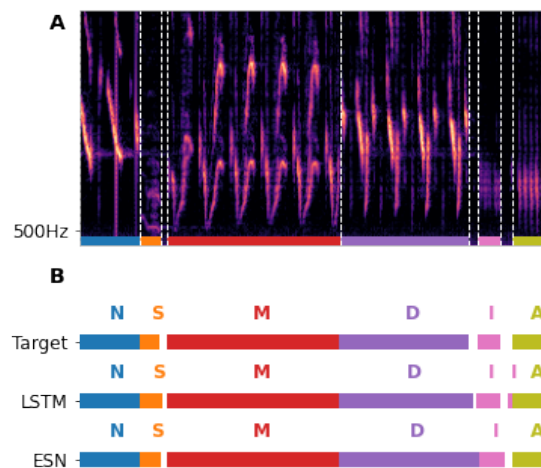 A
500Hz
B
N S M D I A
Target
N S M D I I A
LSTM
N S M D I A
ESN